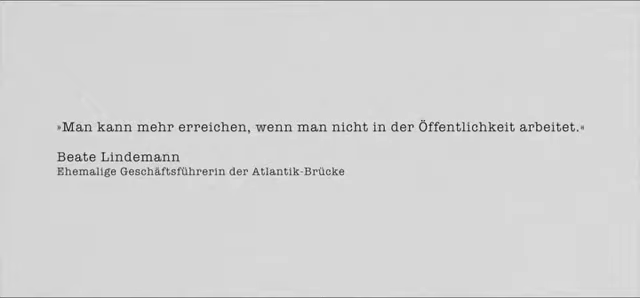 »Man kann mehr erreichen, wenn man nicht in der Öffentlichkeit arbeitet.«
Beate Lindemann
Ehemalige Geschäftsführerin der Atlantik-Brücke